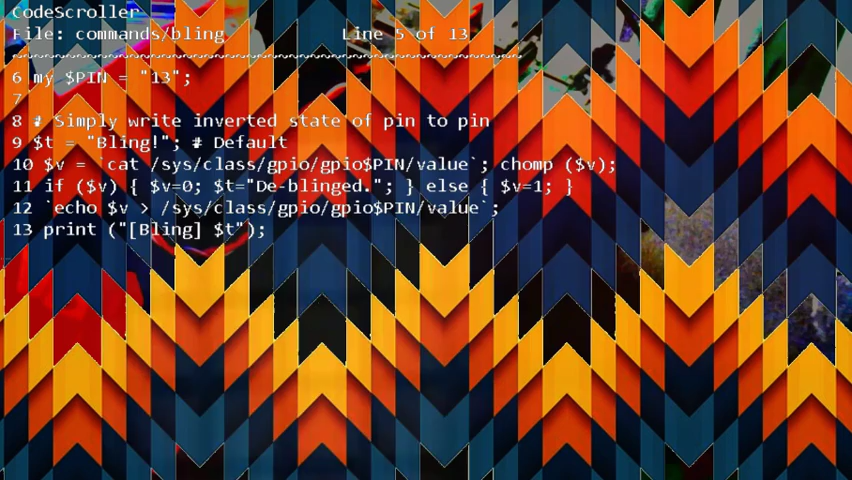 CodeScroller
File: commands/bling Line 5 of 13
~~~~~~~~~~~~~~~~~~~~~~~~~~~~~~~~~~~~~~~~~~~~~~~~
6 my $PIN = "13";
7
8 # Simply write inverted state of pin to pin
9 $t = "Bling!"; # Default
10 $v = `cat /sys/class/gpio/gpio$PIN/value`; chomp ($v);
11 if ($v) { $v=0; $t="De-blinged."; } else { $v=1; }
12 `echo $v > /sys/class/gpio/gpio$PIN/value`;
13 print ("[Bling] $t");